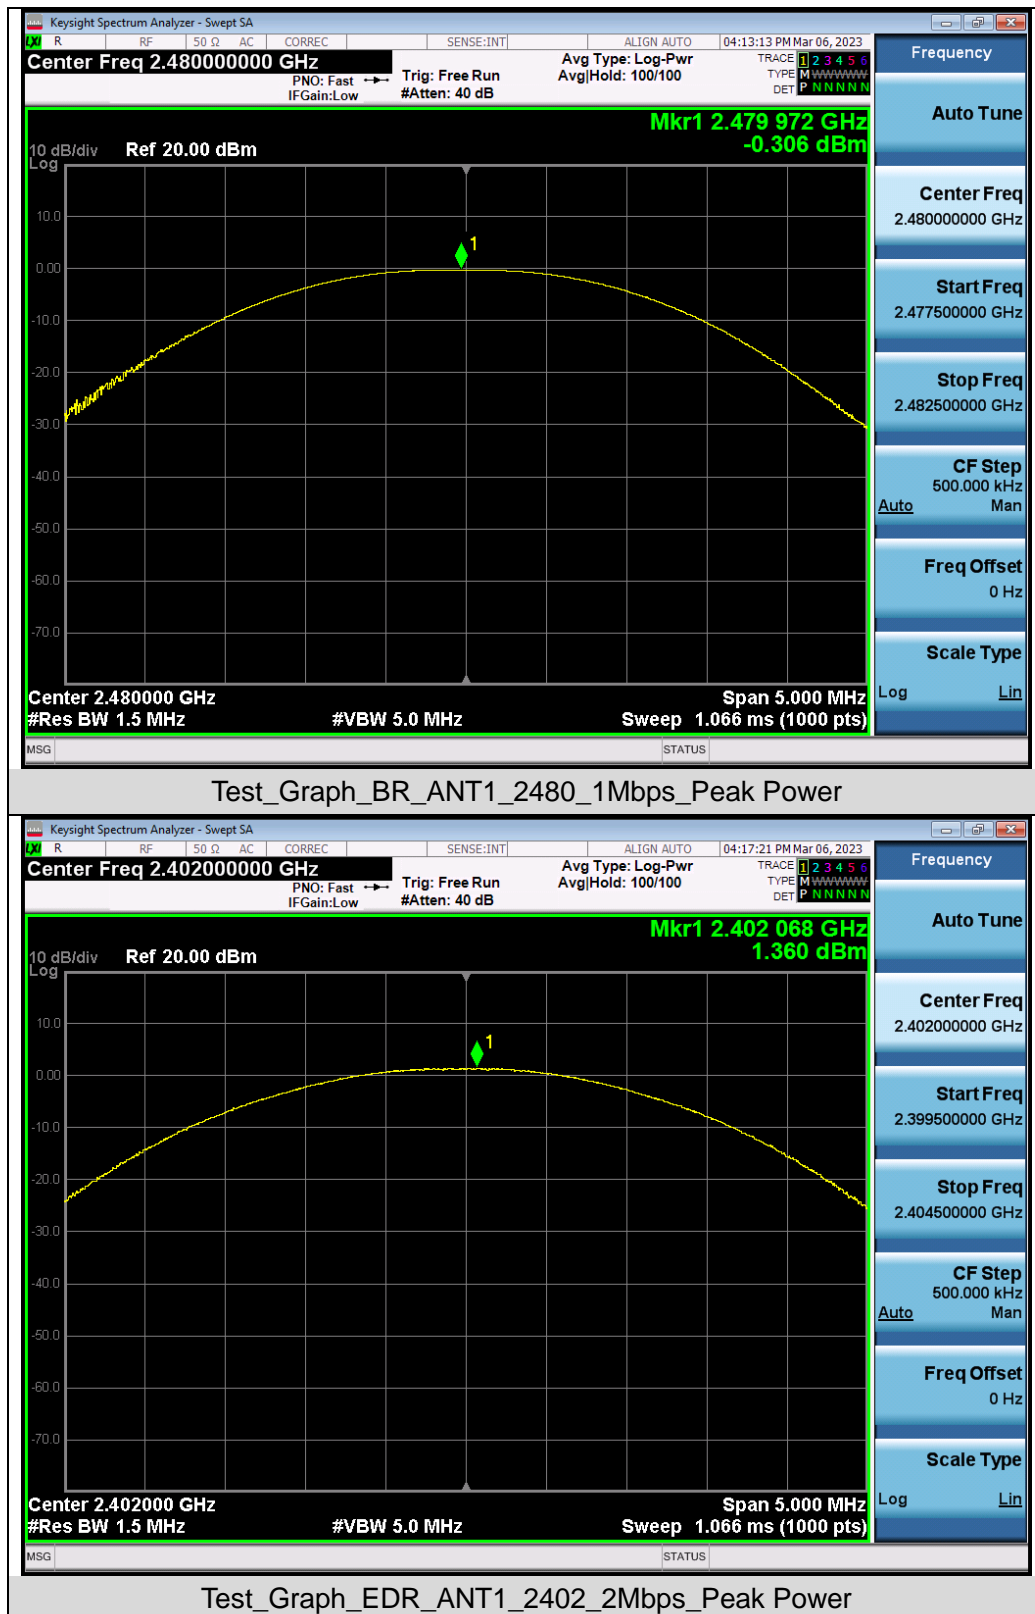 Keysight Spectrum Analyzer - Swept SA
LXI R RF 50 Ω AC CORREC SENSE:INT ALIGN AUTO 04:13:13 PM Mar 06, 2023
Center Freq 2.480000000 GHz
PNO: Fast
IFGain:Low
Trig: Free Run
#Atten: 40 dB
Avg Type: Log-Pwr
Avg|Hold: 100/100
TRACE 1 2 3 4 5 6
TYPE M WWWWW
DET P N N N N N
Mkr1 2.479 972 GHz
-0.306 dBm
10 dB/div Ref 20.00 dBm
Log
1
10.0
0.00
-10.0
-20.0
-30.0
-40.0
-50.0
-60.0
-70.0
Center 2.480000 GHz Span 5.000 MHz
#Res BW 1.5 MHz #VBW 5.0 MHz Sweep 1.066 ms (1000 pts)
MSG STATUS
Frequency
Auto Tune
Center Freq
2.480000000 GHz
Start Freq
2.477500000 GHz
Stop Freq
2.482500000 GHz
CF Step
500.000 kHz
Auto Man
Freq Offset
0 Hz
Scale Type
Log Lin
Test_Graph_BR_ANT1_2480_1Mbps_Peak Power
Keysight Spectrum Analyzer - Swept SA
LXI R RF 50 Ω AC CORREC SENSE:INT ALIGN AUTO 04:17:21 PM Mar 06, 2023
Center Freq 2.402000000 GHz
PNO: Fast
IFGain:Low
Trig: Free Run
#Atten: 40 dB
Avg Type: Log-Pwr
Avg|Hold: 100/100
TRACE 1 2 3 4 5 6
TYPE M WWWWW
DET P N N N N N
Mkr1 2.402 068 GHz
1.360 dBm
10 dB/div Ref 20.00 dBm
Log
1
10.0
0.00
-10.0
-20.0
-30.0
-40.0
-50.0
-60.0
-70.0
Center 2.402000 GHz Span 5.000 MHz
#Res BW 1.5 MHz #VBW 5.0 MHz Sweep 1.066 ms (1000 pts)
MSG STATUS
Frequency
Auto Tune
Center Freq
2.402000000 GHz
Start Freq
2.399500000 GHz
Stop Freq
2.404500000 GHz
CF Step
500.000 kHz
Auto Man
Freq Offset
0 Hz
Scale Type
Log Lin
Test_Graph_EDR_ANT1_2402_2Mbps_Peak Power